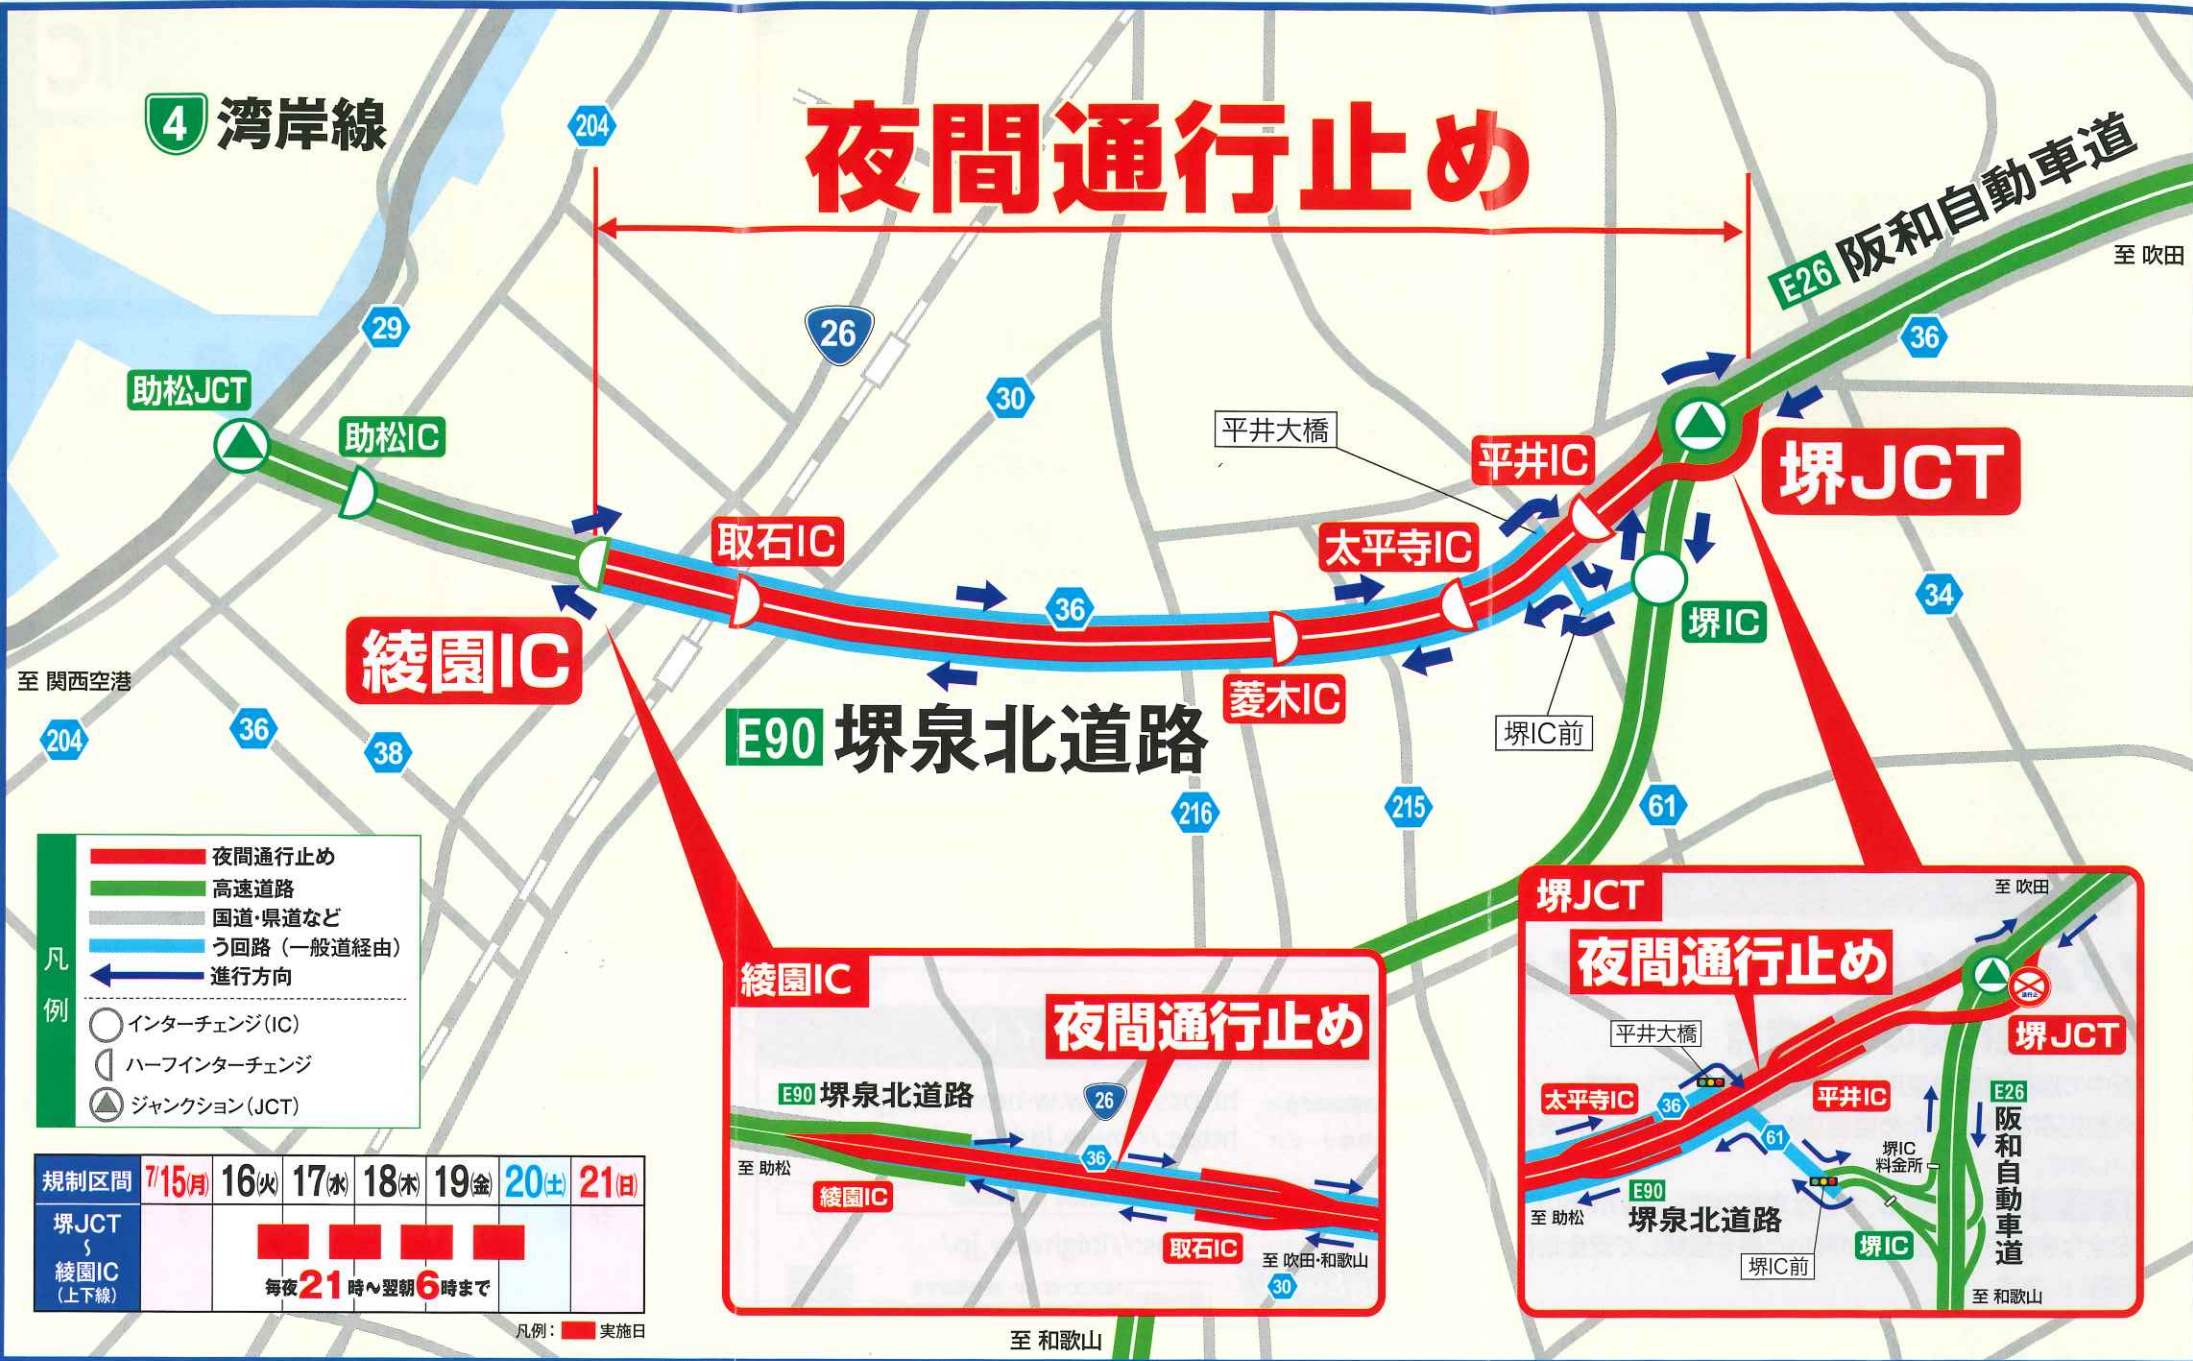 4 湾岸線
204
夜間通行止め
E26 阪和自動車道
至 吹田
29
26
36
助松JCT
助松IC
30
平井大橋
平井IC
堺JCT
取石IC
太平寺IC
36
34
綾園IC
堺IC
至 関西空港
菱木IC
204
36
38
E90 堺泉北道路
堺IC前
216
215
61
凡例
夜間通行止め
高速道路
国道・県道など
う回路（一般道経由）
進行方向
インターチェンジ(IC)
ハーフインターチェンジ
ジャンクション(JCT)
規制区間 7/15(月) 16(火) 17(水) 18(木) 19(金) 20(土) 21(日)
堺JCT
〜
綾園IC
(上下線)
毎夜21時〜翌朝6時まで
凡例： 実施日
綾園IC
夜間通行止め
E90 堺泉北道路
26
至 助松
36
綾園IC
取石IC
至 吹田・和歌山
30
至 和歌山
堺JCT
至 吹田
夜間通行止め
平井大橋
堺JCT
太平寺IC
36
平井IC
E26
阪和自動車道
61
堺IC
料金所
E90
至 助松
堺泉北道路
堺IC
堺IC前
至 和歌山